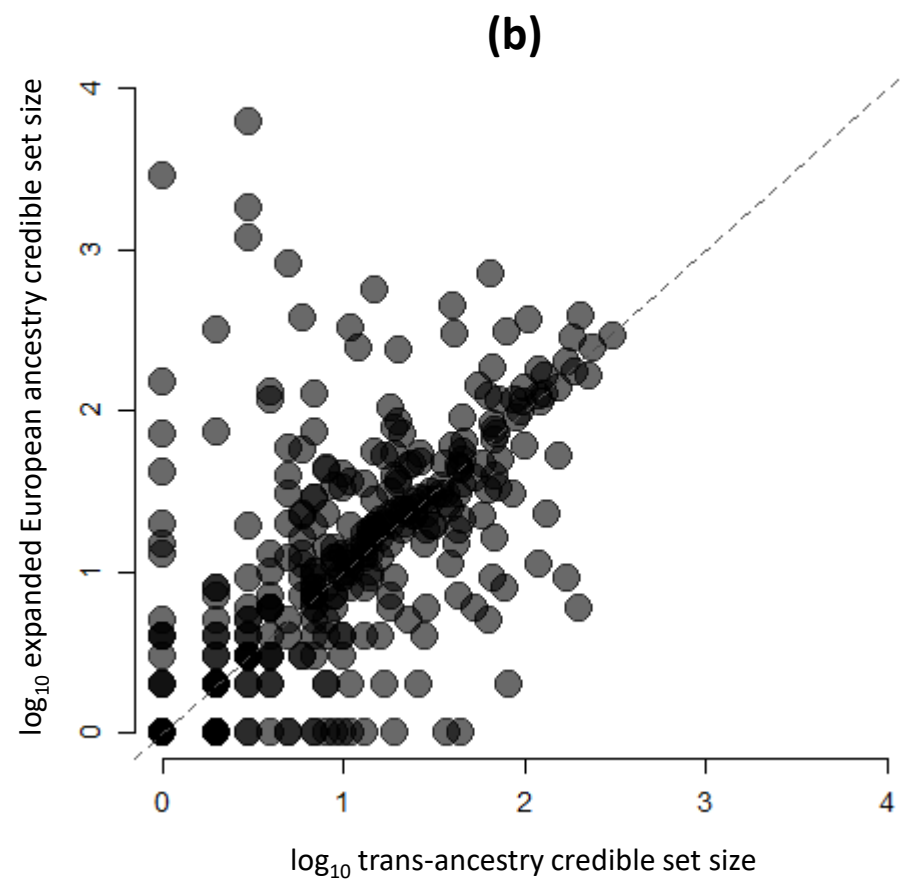 (b)
log10 expanded European ancestry credible set size
4
3
2
1
0
0 1 2 3 4
log10 trans-ancestry credible set size